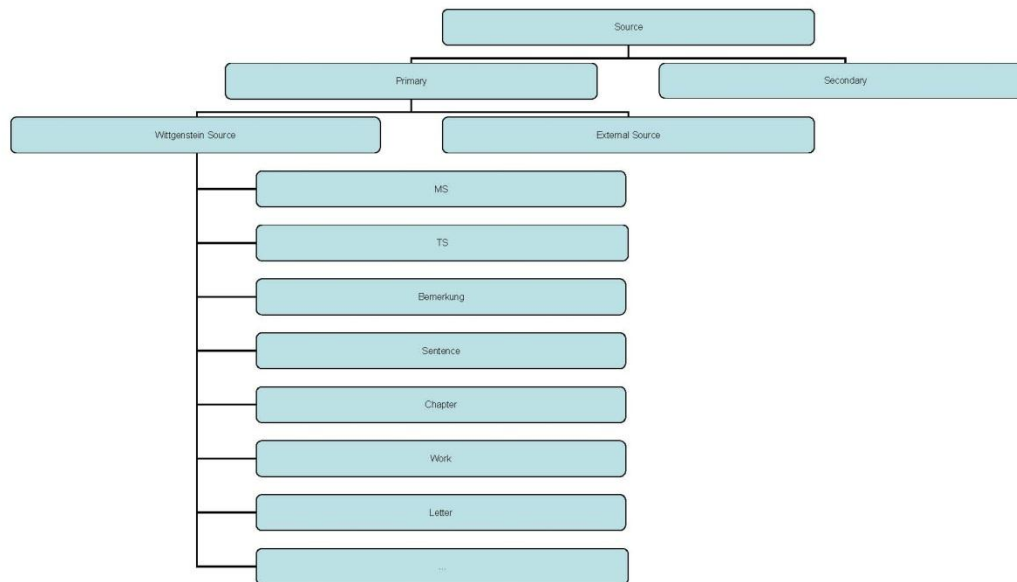 Source
Primary
Secondary
Wittgenstein Source
External Source
MS
TS
Bemerkung
Sentence
Chapter
Work
Letter
...